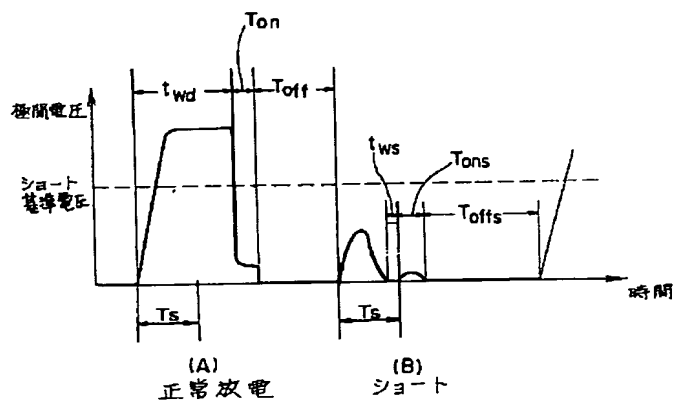 Ton
twd
Toff
極間電圧
tws
Tons
ショート
基準電圧
Toffs
時間
Ts
Ts
(A)
(B)
正常放電
ショート